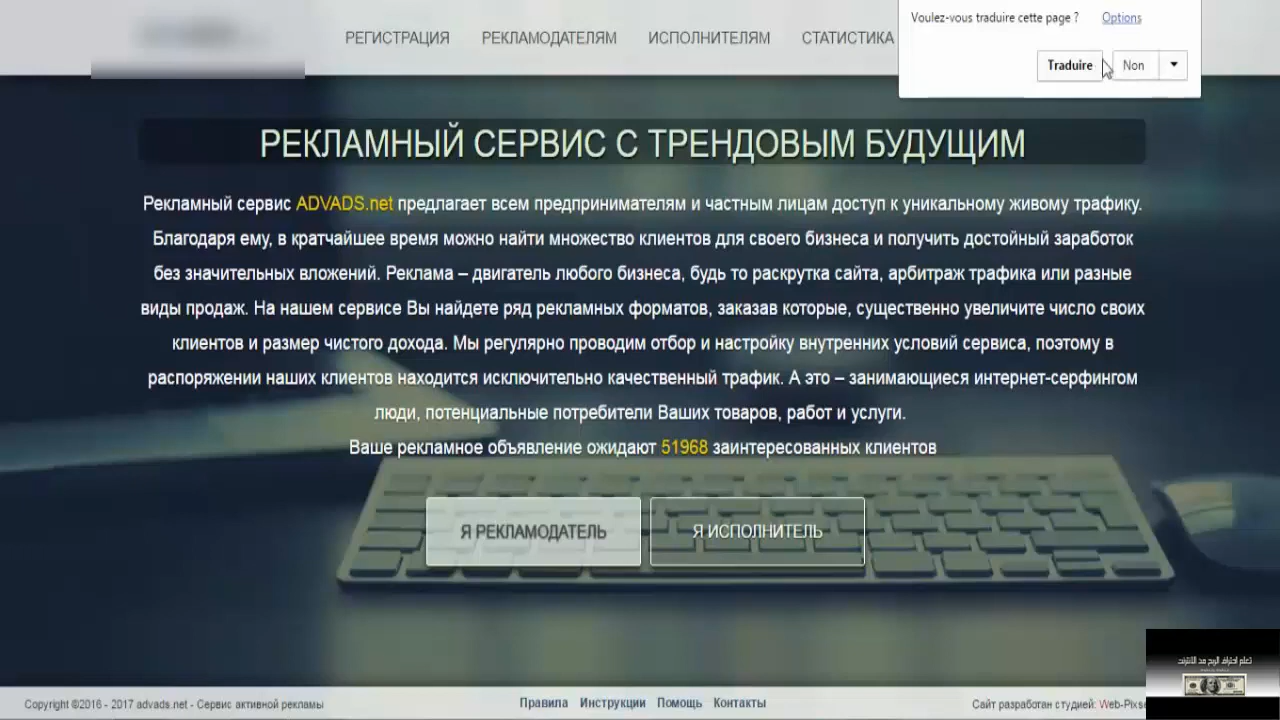 РЕГИСТРАЦИЯ РЕКЛАМОДАТЕЛЯМ ИСПОЛНИТЕЛЯМ СТАТИСТИКА
Voulez-vous traduire cette page ? Options
Traduire Non
РЕКЛАМНЫЙ СЕРВИС С ТРЕНДОВЫМ БУДУЩИМ
Рекламный сервис ADVADS.net предлагает всем предпринимателям и частным лицам доступ к уникальному живому трафику.
Благодаря ему, в кратчайшее время можно найти множество клиентов для своего бизнеса и получить достойный заработок
без значительных вложений. Реклама – двигатель любого бизнеса, будь то раскрутка сайта, арбитраж трафика или разные
виды продаж. На нашем сервисе Вы найдете ряд рекламных форматов, заказав которые, существенно увеличите число своих
клиентов и размер чистого дохода. Мы регулярно проводим отбор и настройку внутренних условий сервиса, поэтому в
распоряжении наших клиентов находится исключительно качественный трафик. А это – занимающиеся интернет-серфингом
люди, потенциальные потребители Ваших товаров, работ и услуги.
Ваше рекламное объявление ожидают 51968 заинтересованных клиентов
Я РЕКЛАМОДАТЕЛЬ Я ИСПОЛНИТЕЛЬ
تعلم احتراف الربح من الانترنت
Copyright ©2016 - 2017 advads.net - Сервис активной рекламы Правила Инструкции Помощь Контакты Сайт разработан студией: Web-Pixse